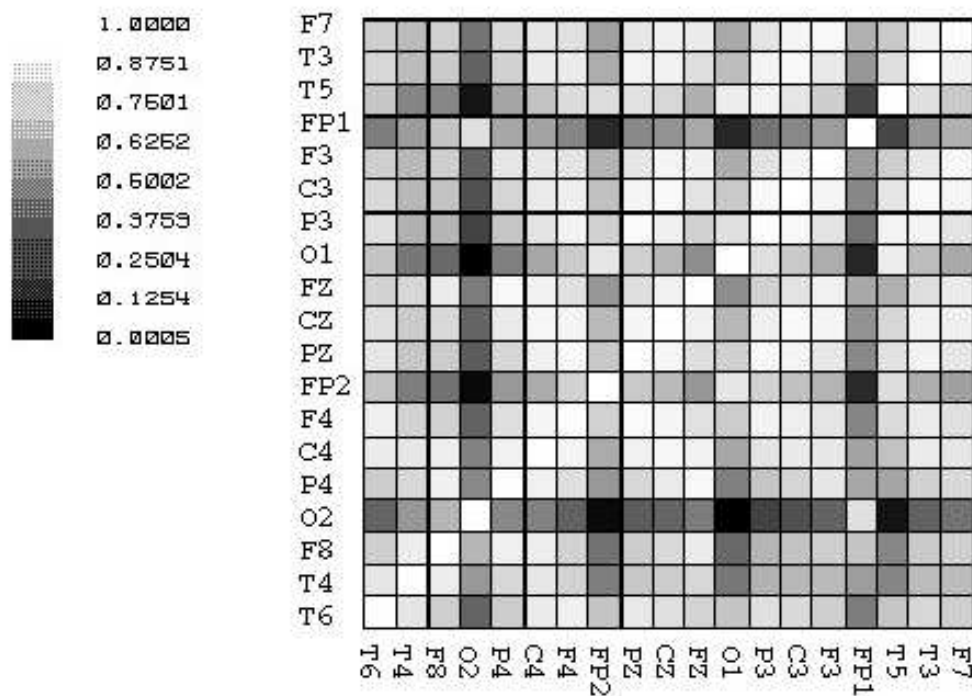 1.0000
0.8751
0.7501
0.6252
0.5002
0.3753
0.2504
0.1254
0.0005
F7
T3
T5
FP1
F3
C3
P3
O1
FZ
CZ
PZ
FP2
F4
C4
P4
O2
F8
T4
T6
T6 T4 F8 O2 P4 C4 F4 FP2 PZ CZ FZ O1 P3 C3 F3 FP1 T5 T3 F7